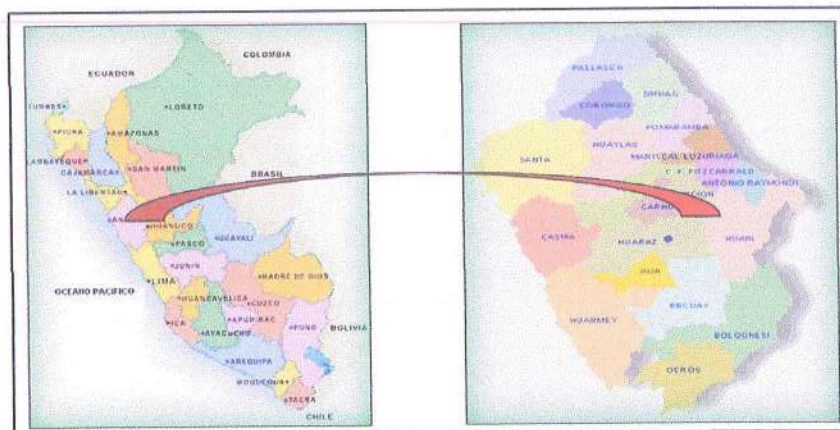 COLOMBIA
ECUADOR
TUMBES
LORETO
PIURA
AMAZONAS
LAMBAYEQUE
CAJAMARCA
SAN MARTIN
BRASIL
LA LIBERTAD
HUANUCO
UCAYALI
PASCO
JUNIN
OCEANO PACIFICO
LIMA
MADRE DE DIOS
HUANCAVELICA
CUZCO
ICA
APURIMAC
PUNO
BOLIVIA
AYACUCHO
AREQUIPA
MOQUEGUA
TACNA
CHILE
PALLASCA
SIHUAS
CORONGO
POMABAMBA
HUAYLAS
SANTA
MARISCAL LUZURIAGA
C. F. FITZCARRALD
ANTONIO RAYMONDI
CASMA
HUARAZ
HUARI
RECUAY
HUARMEY
BOLOGNESI
OCROS